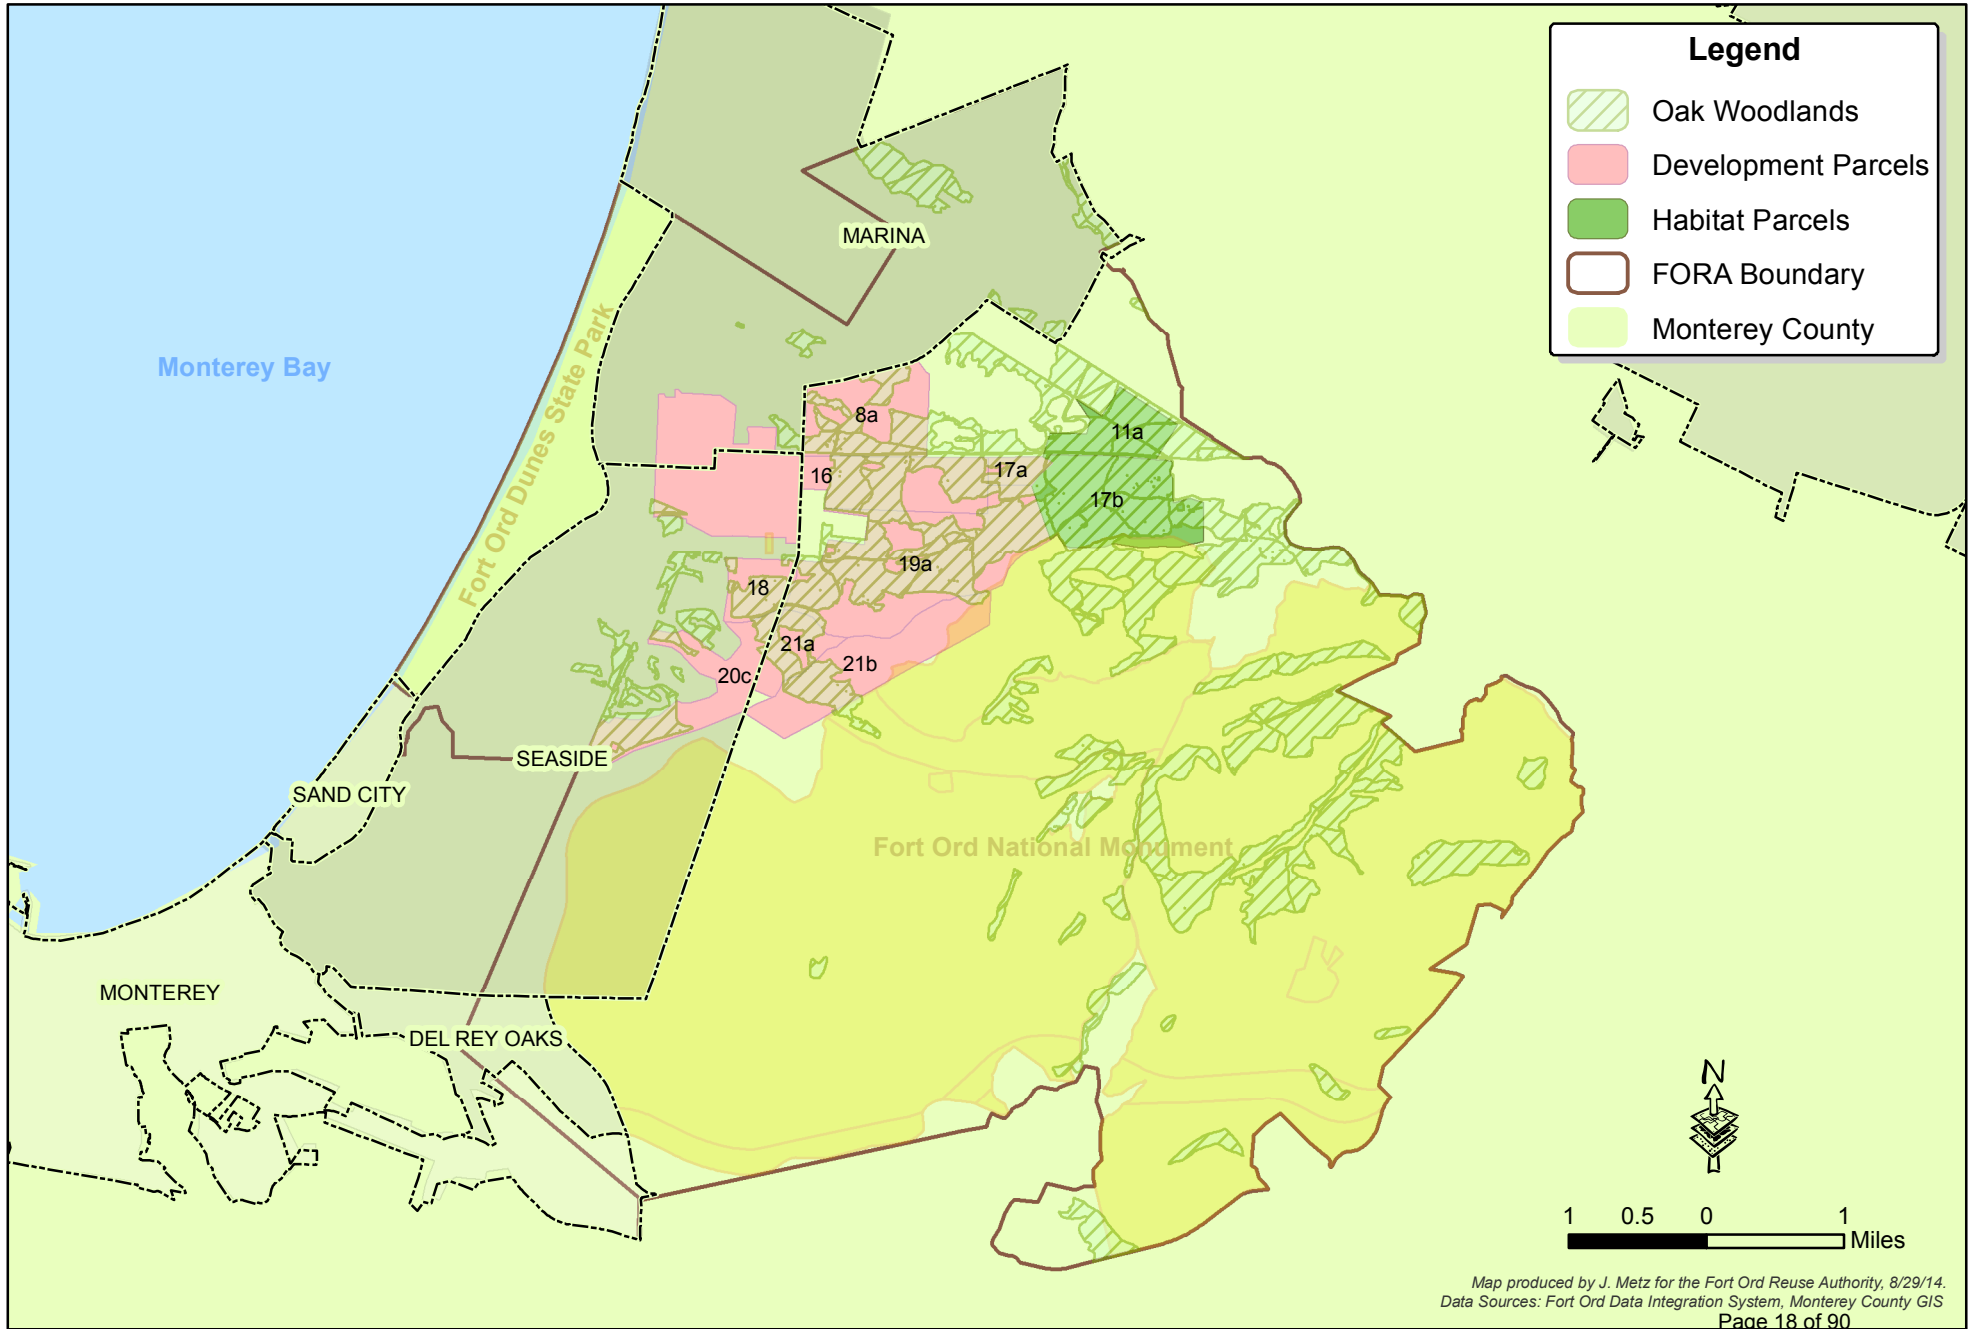 Legend
Oak Woodlands
Development Parcels
Habitat Parcels
FORA Boundary
Monterey County
MARINA
Monterey Bay
Fort Ord Dunes State Park
8a
11a
16
17a
17b
19a
18
21a
21b
20c
SEASIDE
SAND CITY
Fort Ord National Monument
MONTEREY
DEL REY OAKS
N
1 0.5 0 1
Miles
Map produced by J. Metz for the Fort Ord Reuse Authority, 8/29/14.
Data Sources: Fort Ord Data Integration System, Monterey County GIS
Page 18 of 90